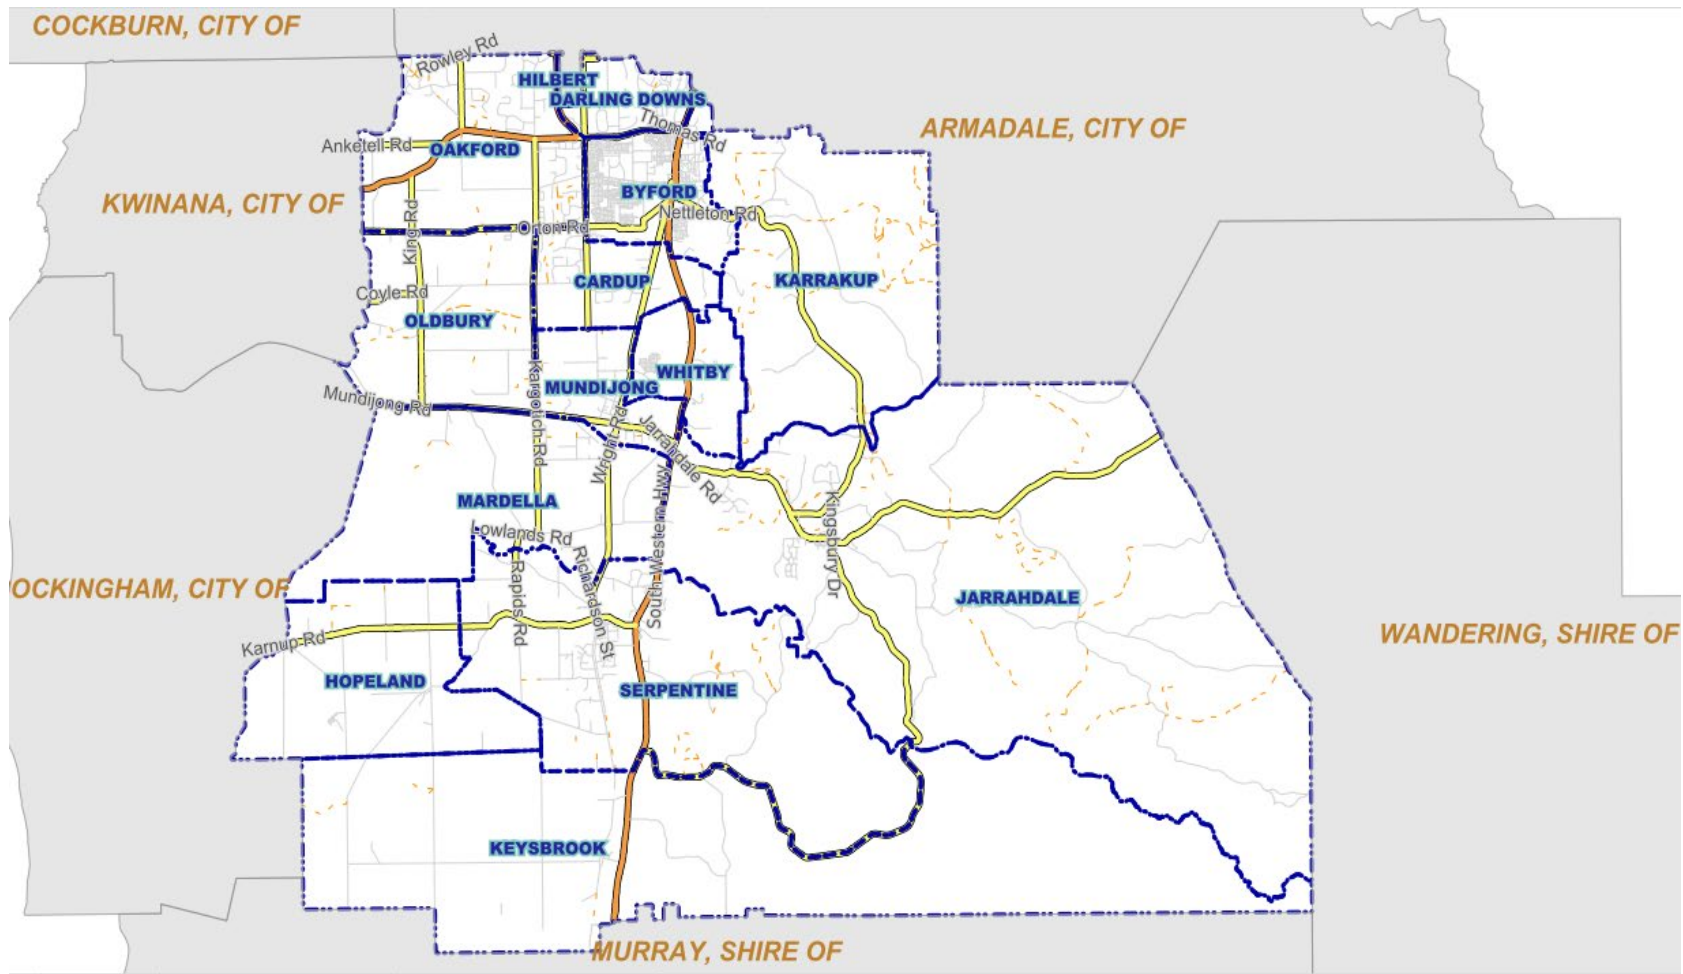 COCKBURN, CITY OF
Rowley Rd
HILBERT
DARLING DOWNS
Thomas Rd
ARMADALE, CITY OF
Anketell Rd
OAKFORD
KWINANA, CITY OF
BYFORD
Nettleton Rd
King Rd
Orton Rd
CARDUP
KARRAKUP
Coyle Rd
OLDBURY
WHITBY
MUNDIJONG
Mundijong Rd
Kargotich Rd
Wright Rd
Jarrahdale Rd
MARDELLA
South Western Hwy
Kingsbury Dr
Lowlands Rd
Rapids Rd
Richardson St
OCKINGHAM, CITY OF
JARRAHDALE
WANDERING, SHIRE OF
Karnup Rd
HOPELAND
SERPENTINE
KEYSBROOK
MURRAY, SHIRE OF